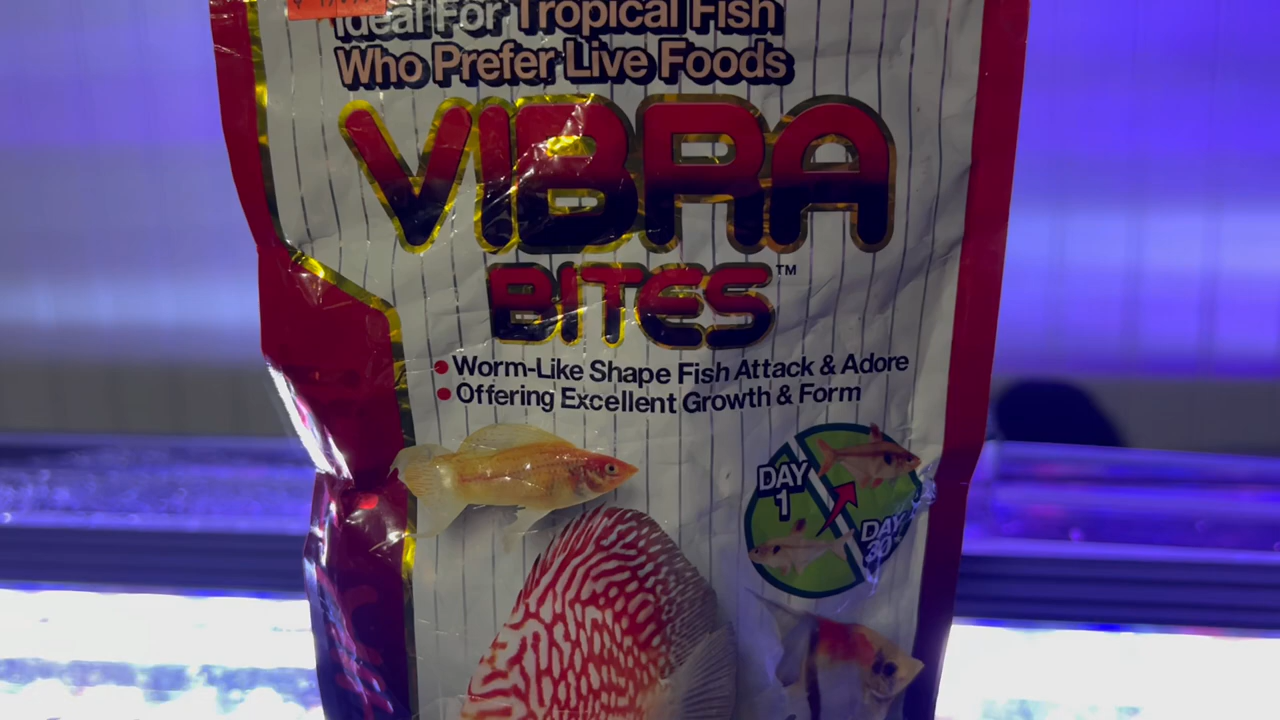 Ideal For Tropical Fish
Who Prefer Live Foods
VIBRA
BITES™
• Worm-Like Shape Fish Attack & Adore
• Offering Excellent Growth & Form
DAY
1
DAY
30